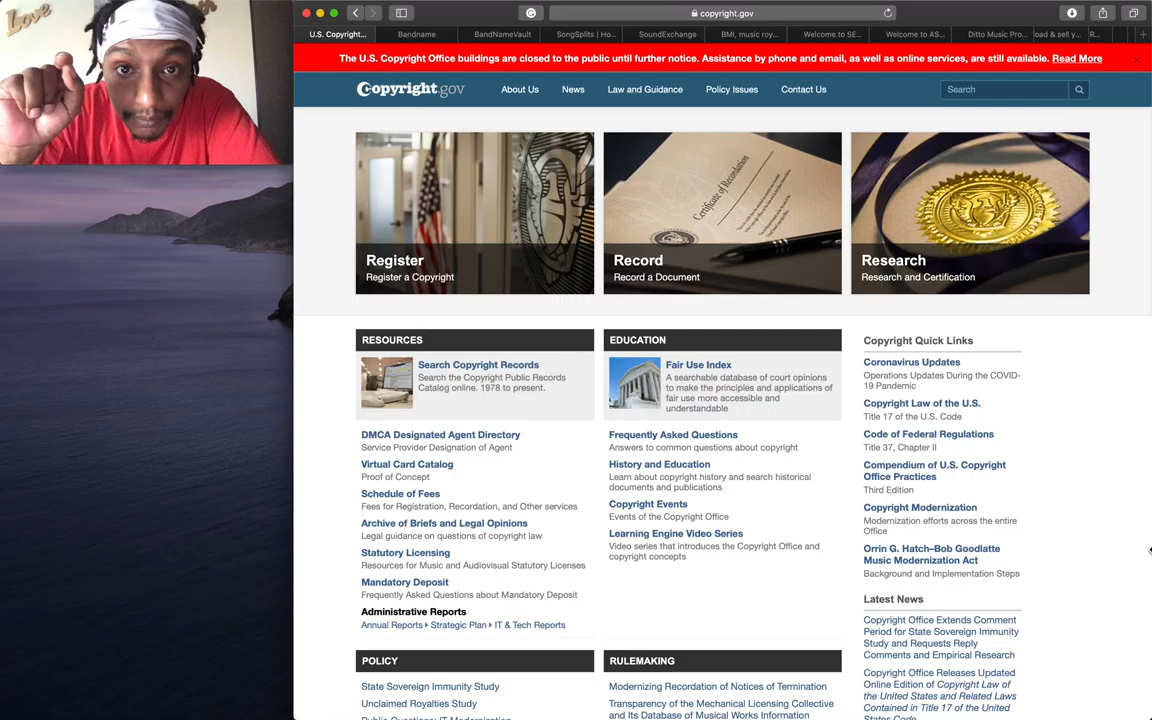 Love
copyright.gov
U.S. Copyright...
Bandname
BandNameVault
SongSplits | Ho...
SoundExchange
BMI, music roy...
Welcome to SE...
Welcome to AS...
Ditto Music Pro...
oad & sell y...
R...
The U.S. Copyright Office buildings are closed to the public until further notice. Assistance by phone and email, as well as online services, are still available. Read More
Copyright.gov
About Us
News
Law and Guidance
Policy Issues
Contact Us
Search
Certificate of Recordation
Register
Register a Copyright
Record
Record a Document
Research
Research and Certification
RESOURCES
Search Copyright Records
Search the Copyright Public Records
Catalog online. 1978 to present.
DMCA Designated Agent Directory
Service Provider Designation of Agent
Virtual Card Catalog
Proof of Concept
Schedule of Fees
Fees for Registration, Recordation, and Other services
Archive of Briefs and Legal Opinions
Legal guidance on questions of copyright law
Statutory Licensing
Resources for Music and Audiovisual Statutory Licenses
Mandatory Deposit
Frequently Asked Questions about Mandatory Deposit
Administrative Reports
Annual Reports Strategic Plan IT & Tech Reports
EDUCATION
Fair Use Index
A searchable database of court opinions
to make the principles and applications of
fair use more accessible and
understandable
Frequently Asked Questions
Answers to common questions about copyright
History and Education
Learn about copyright history and search historical
documents and publications
Copyright Events
Events of the Copyright Office
Learning Engine Video Series
Video series that introduces the Copyright Office and
copyright concepts
Copyright Quick Links
Coronavirus Updates
Operations Updates During the COVID-
19 Pandemic
Copyright Law of the U.S.
Title 17 of the U.S. Code
Code of Federal Regulations
Title 37, Chapter II
Compendium of U.S. Copyright
Office Practices
Third Edition
Copyright Modernization
Modernization efforts across the entire
Office
Orrin G. Hatch–Bob Goodlatte
Music Modernization Act
Background and Implementation Steps
Latest News
Copyright Office Extends Comment
Period for State Sovereign Immunity
Study and Requests Reply
Comments and Empirical Research
Copyright Office Releases Updated
Online Edition of Copyright Law of
the United States and Related Laws
Contained in Title 17 of the United
States Code
POLICY
State Sovereign Immunity Study
Unclaimed Royalties Study
Public Questions: IT Modernization
RULEMAKING
Modernizing Recordation of Notices of Termination
Transparency of the Mechanical Licensing Collective
and Its Database of Musical Works Information